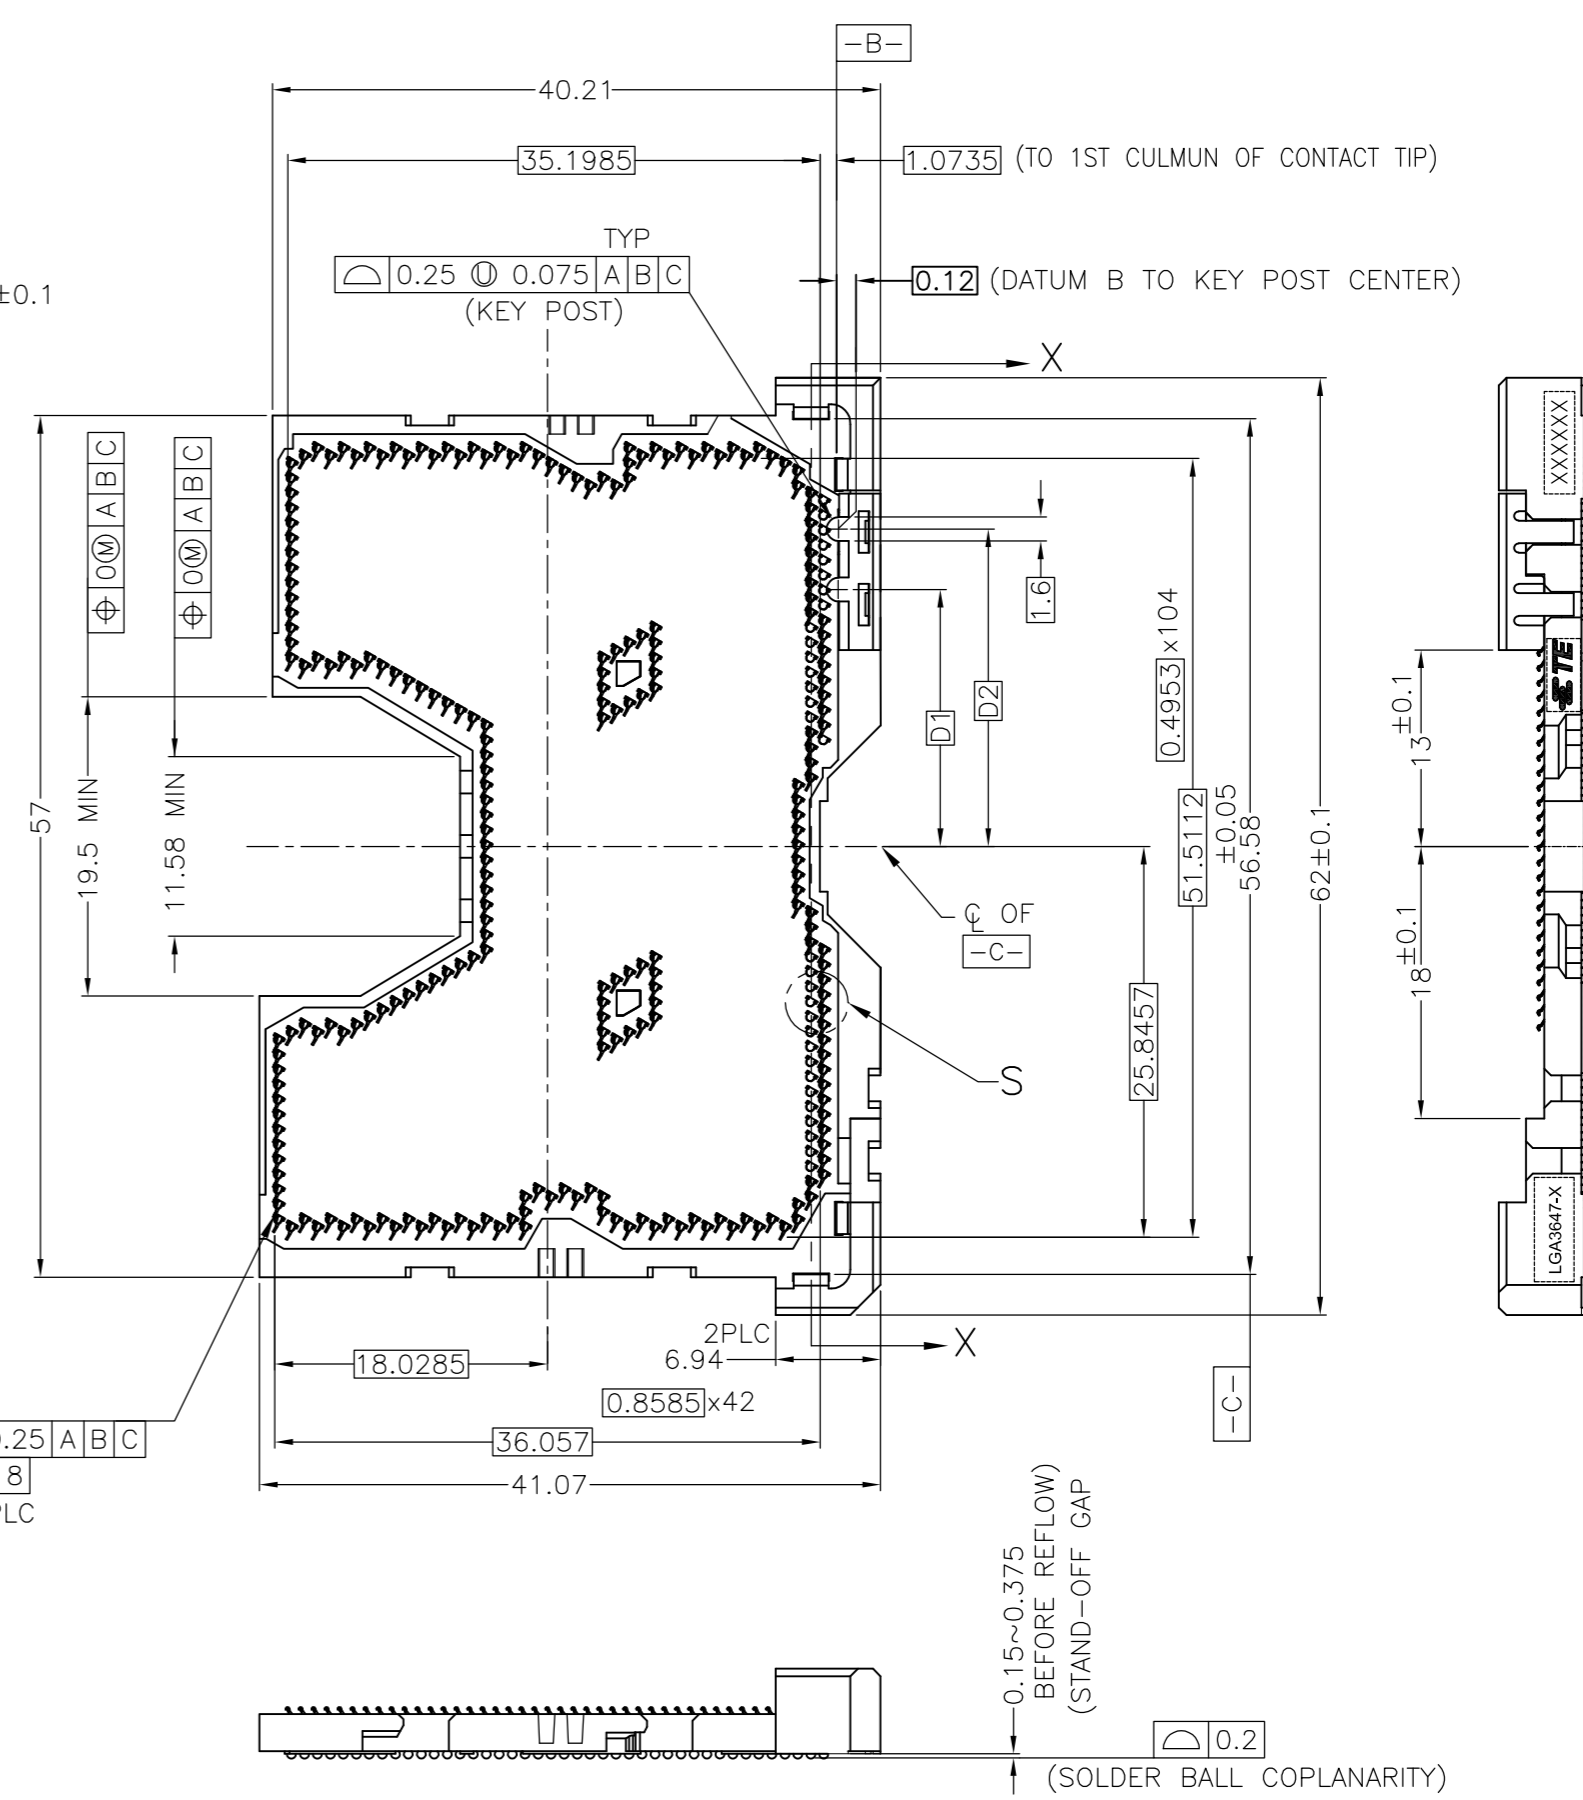 -B-
40.21
35.1985
1.0735 (TO 1ST CULMUN OF CONTACT TIP)
TYP
0.25 Ⓤ 0.075 A B C
(KEY POST)
0.12 (DATUM B TO KEY POST CENTER)
±0.1
X
⌖ 0Ⓜ A B C
⌖ 0Ⓜ A B C
57
19.5 MIN
11.58 MIN
1.6
D1
D2
0.4953 x104
51.5112
56.58 ±0.05
62±0.1
25.8457
℄ OF
-C-
S
XXXXXX
TE
13±0.1
18±0.1
LGA3647-X
2PLC
6.94
X
18.0285
0.8585 x42
36.057
41.07
-C-
.25 A B C
8
PLC
0.15~0.375
BEFORE REFLOW)
(STAND-OFF GAP
0.2
(SOLDER BALL COPLANARITY)